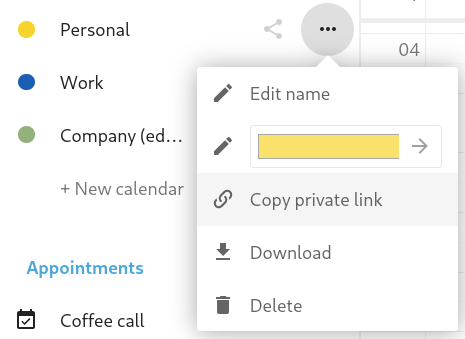 Personal
04
Work
Edit name
Company (ed...
Copy private link
+ New calendar
Download
Appointments
Delete
Coffee call